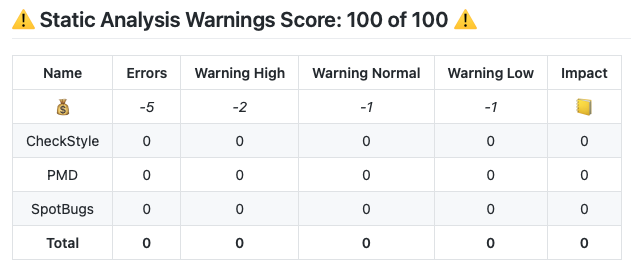 ⚠️ Static Analysis Warnings Score: 100 of 100 ⚠️
Name Errors Warning High Warning Normal Warning Low Impact
💰 -5 -2 -1 -1 📒
CheckStyle 0 0 0 0 0
PMD 0 0 0 0 0
SpotBugs 0 0 0 0 0
Total 0 0 0 0 0